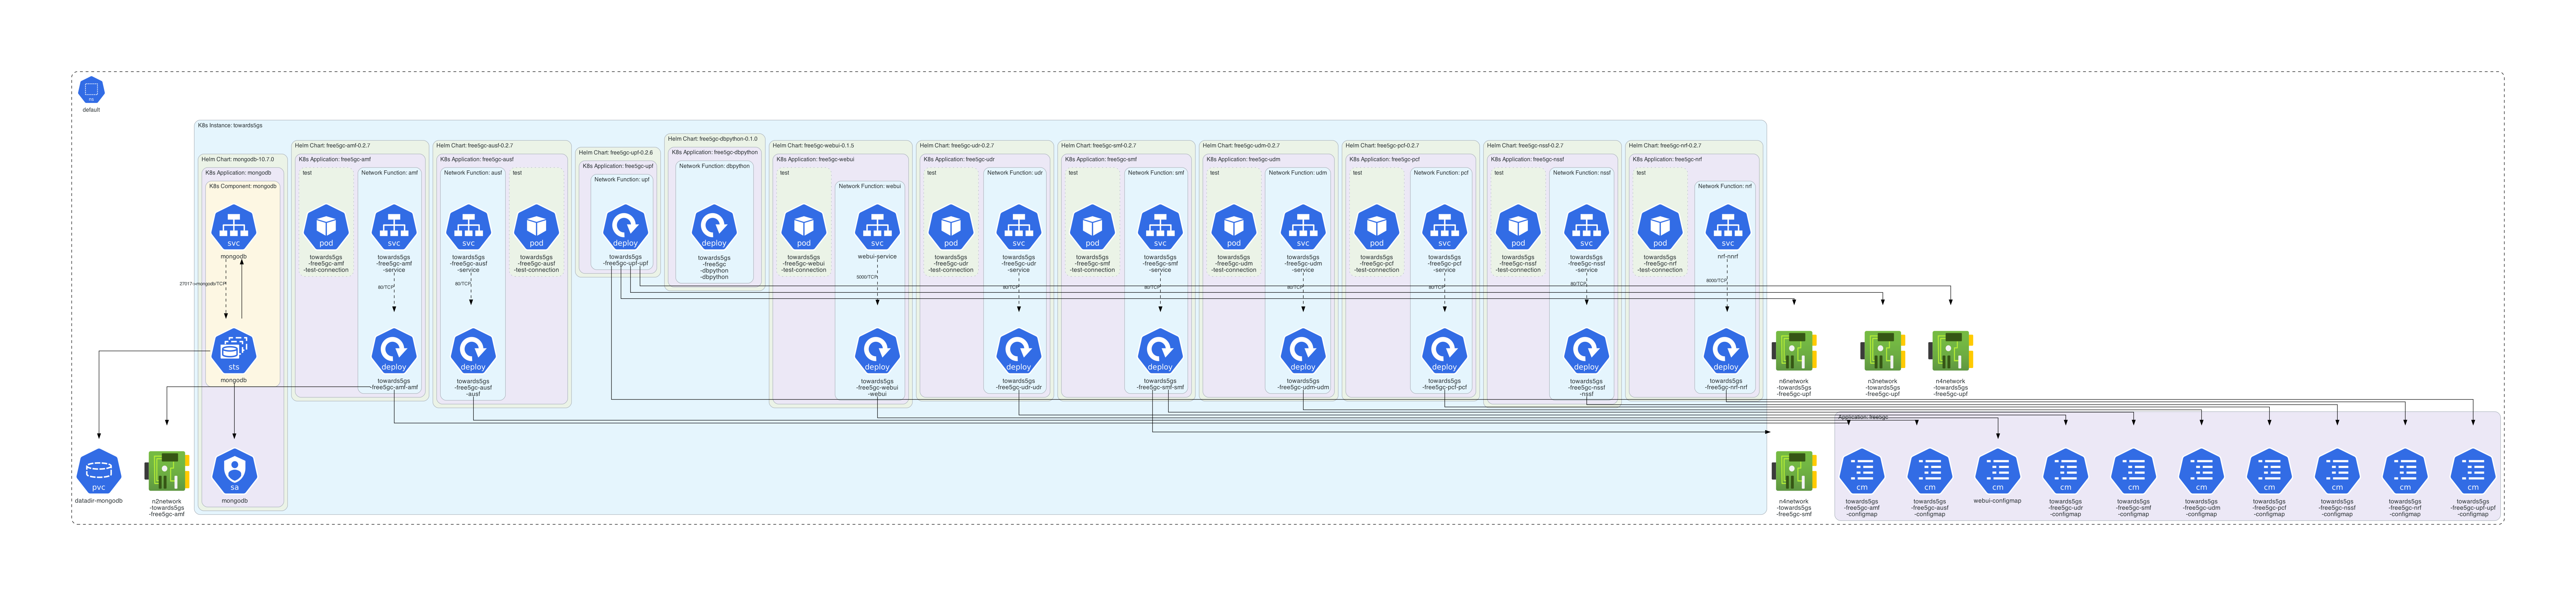 ns
default
K8s Instance: towards5gs
Helm Chart: mongodb-10.7.0
K8s Application: mongodb
K8s Component: mongodb
svc
mongodb
27017->mongodb/TCP
sts
mongodb
sa
mongodb
pvc
datadir-mongodb
n2network
-towards5gs
-free5gc-amf
Helm Chart: free5gc-amf-0.2.7
K8s Application: free5gc-amf
test
pod
towards5gs
-free5gc-amf
-test-connection
Network Function: amf
svc
towards5gs
-free5gc-amf
-service
80/TCP
deploy
towards5gs
-free5gc-amf-amf
Helm Chart: free5gc-ausf-0.2.7
K8s Application: free5gc-ausf
Network Function: ausf
svc
towards5gs
-free5gc-ausf
-service
80/TCP
deploy
towards5gs
-free5gc-ausf
-ausf
test
pod
towards5gs
-free5gc-ausf
-test-connection
Helm Chart: free5gc-upf-0.2.6
K8s Application: free5gc-upf
Network Function: upf
deploy
towards5gs
-free5gc-upf-upf
Helm Chart: free5gc-dbpython-0.1.0
K8s Application: free5gc-dbpython
Network Function: dbpython
deploy
towards5gs
-free5gc
-dbpython
-dbpython
Helm Chart: free5gc-webui-0.1.5
K8s Application: free5gc-webui
test
pod
towards5gs
-free5gc-webui
-test-connection
Network Function: webui
svc
webui-service
5000/TCP
deploy
towards5gs
-free5gc-webui
-webui
Helm Chart: free5gc-udr-0.2.7
K8s Application: free5gc-udr
test
pod
towards5gs
-free5gc-udr
-test-connection
Network Function: udr
svc
towards5gs
-free5gc-udr
-service
80/TCP
deploy
towards5gs
-free5gc-udr-udr
Helm Chart: free5gc-smf-0.2.7
K8s Application: free5gc-smf
test
pod
towards5gs
-free5gc-smf
-test-connection
Network Function: smf
svc
towards5gs
-free5gc-smf
-service
80/TCP
deploy
towards5gs
-free5gc-smf-smf
Helm Chart: free5gc-udm-0.2.7
K8s Application: free5gc-udm
test
pod
towards5gs
-free5gc-udm
-test-connection
Network Function: udm
svc
towards5gs
-free5gc-udm
-service
80/TCP
deploy
towards5gs
-free5gc-udm-udm
Helm Chart: free5gc-pcf-0.2.7
K8s Application: free5gc-pcf
test
pod
towards5gs
-free5gc-pcf
-test-connection
Network Function: pcf
svc
towards5gs
-free5gc-pcf
-service
80/TCP
deploy
towards5gs
-free5gc-pcf-pcf
Helm Chart: free5gc-nssf-0.2.7
K8s Application: free5gc-nssf
test
pod
towards5gs
-free5gc-nssf
-test-connection
Network Function: nssf
svc
towards5gs
-free5gc-nssf
-service
80/TCP
deploy
towards5gs
-free5gc-nssf
-nssf
Helm Chart: free5gc-nrf-0.2.7
K8s Application: free5gc-nrf
test
pod
towards5gs
-free5gc-nrf
-test-connection
Network Function: nrf
svc
nrf-nnrf
8000/TCP
deploy
towards5gs
-free5gc-nrf-nrf
n6network
-towards5gs
-free5gc-upf
n3network
-towards5gs
-free5gc-upf
n4network
-towards5gs
-free5gc-upf
n4network
-towards5gs
-free5gc-smf
Application: free5gc
cm
towards5gs
-free5gc-amf
-configmap
cm
towards5gs
-free5gc-ausf
-configmap
cm
webui-configmap
cm
towards5gs
-free5gc-udr
-configmap
cm
towards5gs
-free5gc-smf
-configmap
cm
towards5gs
-free5gc-udm
-configmap
cm
towards5gs
-free5gc-pcf
-configmap
cm
towards5gs
-free5gc-nssf
-configmap
cm
towards5gs
-free5gc-nrf
-configmap
cm
towards5gs
-free5gc-upf-upf
-configmap